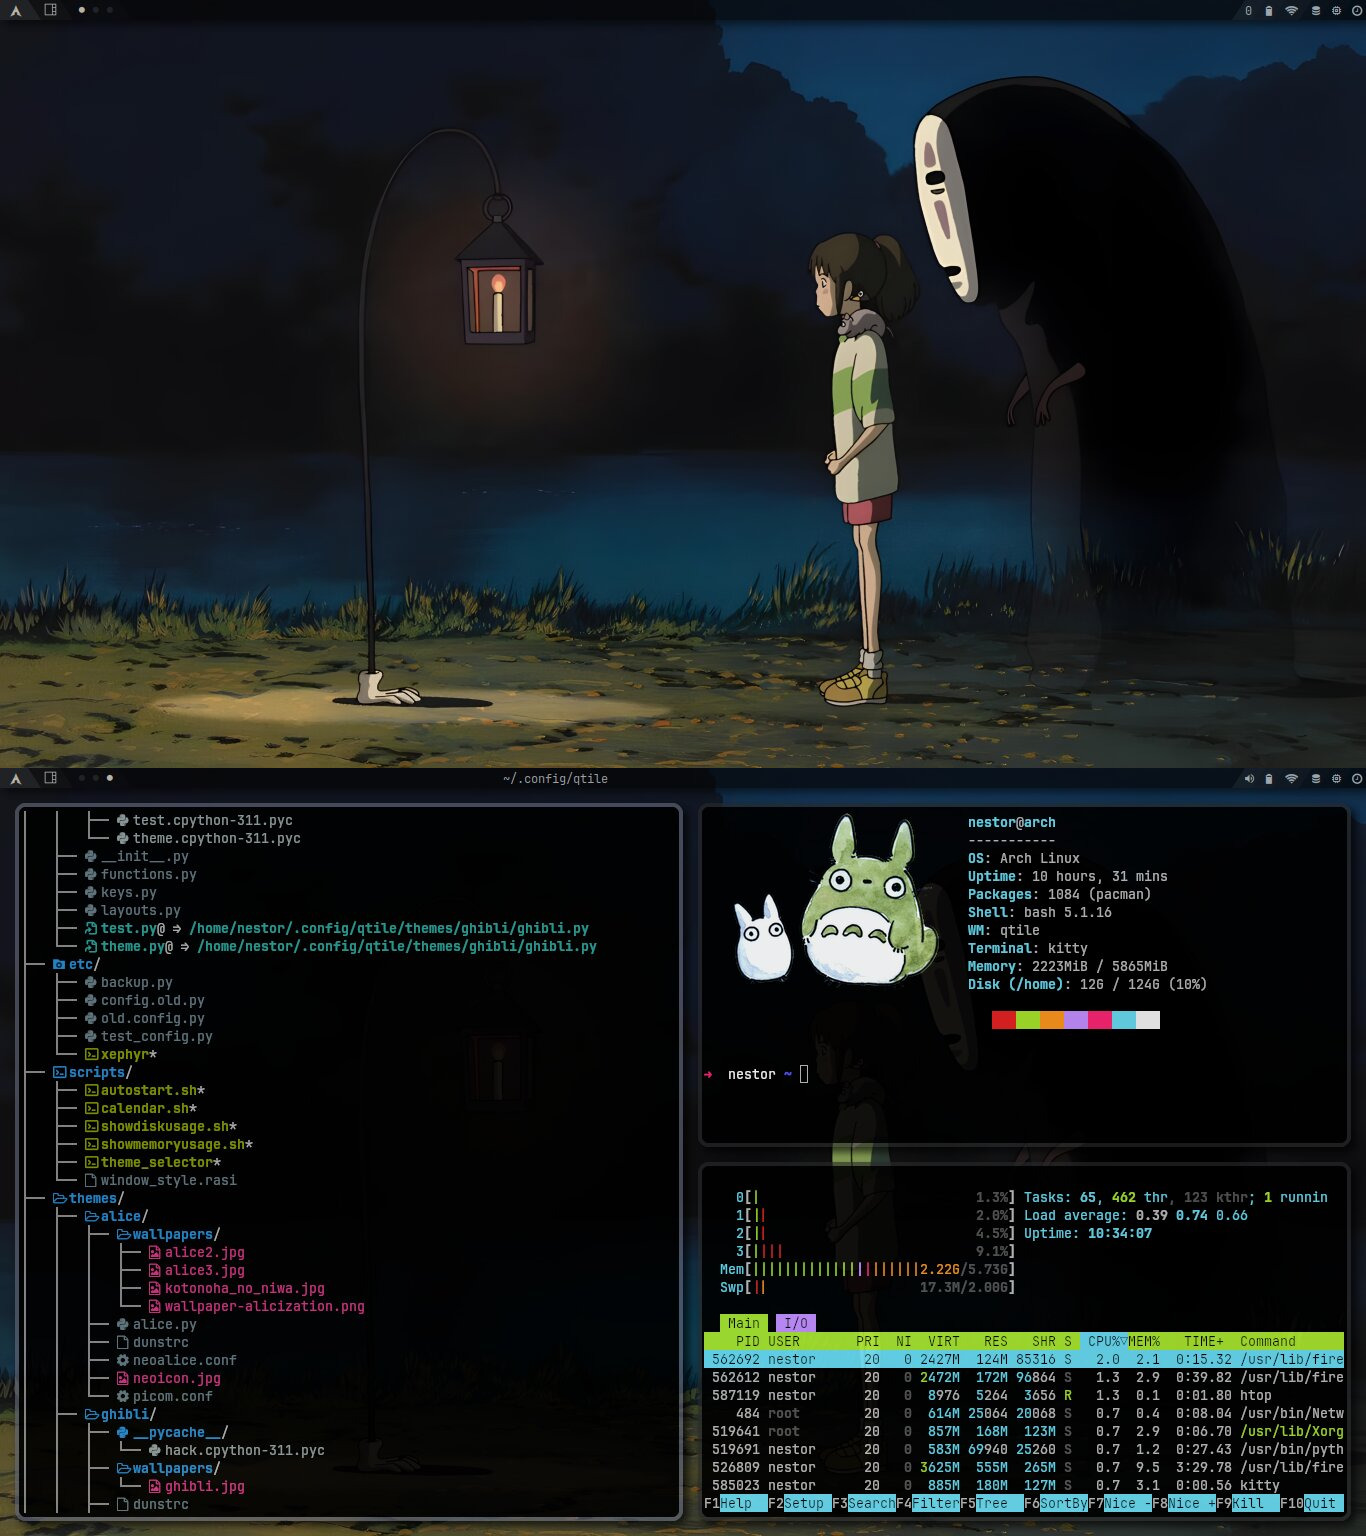 ~/.config/qtile
test.cpython-311.pyc
theme.cpython-311.pyc
__init__.py
functions.py
keys.py
layouts.py
test.py@ ⇒ /home/nestor/.config/qtile/themes/ghibli/ghibli.py
theme.py@ ⇒ /home/nestor/.config/qtile/themes/ghibli/ghibli.py
etc/
backup.py
config.old.py
old.config.py
test_config.py
xephyr*
scripts/
autostart.sh*
calendar.sh*
showdiskusage.sh*
showmemoryusage.sh*
theme_selector*
window_style.rasi
themes/
alice/
wallpapers/
alice2.jpg
alice3.jpg
kotonoha_no_niwa.jpg
wallpaper-alicization.png
alice.py
dunstrc
neoalice.conf
neoicon.jpg
picom.conf
ghibli/
__pycache__/
hack.cpython-311.pyc
wallpapers/
ghibli.jpg
dunstrc
nestor@arch
-----------
OS: Arch Linux
Uptime: 10 hours, 31 mins
Packages: 1084 (pacman)
Shell: bash 5.1.16
WM: qtile
Terminal: kitty
Memory: 2223MiB / 5865MiB
Disk (/home): 12G / 124G (10%)
→ nestor ~
0[| 1.3%] Tasks: 65, 462 thr, 123 kthr; 1 runnin
1[|| 2.0%] Load average: 0.39 0.74 0.66
2[|| 4.5%] Uptime: 10:34:07
3[|||| 9.1%]
Mem[|||||||||||||||||||||2.22G/5.73G]
Swp[|| 17.3M/2.00G]
Main I/O
PID USER PRI NI VIRT RES SHR S CPU%▽MEM% TIME+ Command
562692 nestor 20 0 2427M 124M 85316 S 2.0 2.1 0:15.32 /usr/lib/fire
562612 nestor 20 0 2472M 172M 96864 S 1.3 2.9 0:39.82 /usr/lib/fire
587119 nestor 20 0 8976 5264 3656 R 1.3 0.1 0:01.80 htop
484 root 20 0 614M 25064 20068 S 0.7 0.4 0:08.04 /usr/bin/Netw
519641 root 20 0 857M 168M 123M S 0.7 2.9 0:06.70 /usr/lib/Xorg
519691 nestor 20 0 583M 69940 25260 S 0.7 1.2 0:27.43 /usr/bin/pyth
526809 nestor 20 0 3625M 555M 265M S 0.7 9.5 3:29.78 /usr/lib/fire
585023 nestor 20 0 885M 180M 127M S 0.7 3.1 0:00.56 kitty
F1Help F2Setup F3SearchF4FilterF5Tree F6SortByF7Nice -F8Nice +F9Kill F10Quit